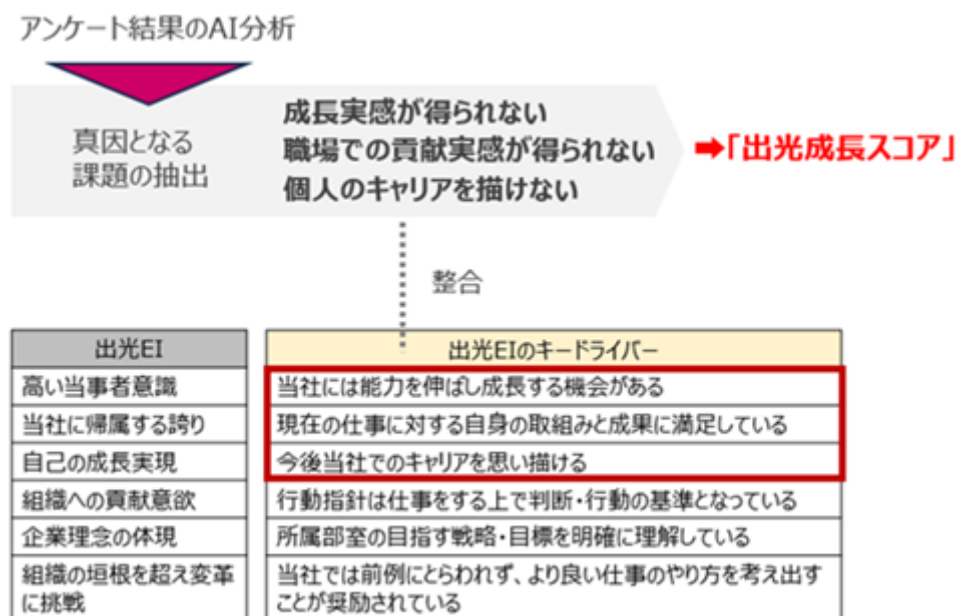 アンケート結果のAI分析
真因となる
課題の抽出
成長実感が得られない
職場での貢献実感が得られない
個人のキャリアを描けない
➡「出光成長スコア」
整合
出光EI
出光EIのキードライバー
高い当事者意識
当社には能力を伸ばし成長する機会がある
当社に帰属する誇り
現在の仕事に対する自身の取組みと成果に満足している
自己の成長実現
今後当社でのキャリアを思い描ける
組織への貢献意欲
行動指針は仕事をする上で判断・行動の基準となっている
企業理念の体現
所属部室の目指す戦略・目標を明確に理解している
組織の垣根を超え変革
に挑戦
当社では前例にとらわれず、より良い仕事のやり方を考え出す
ことが奨励されている